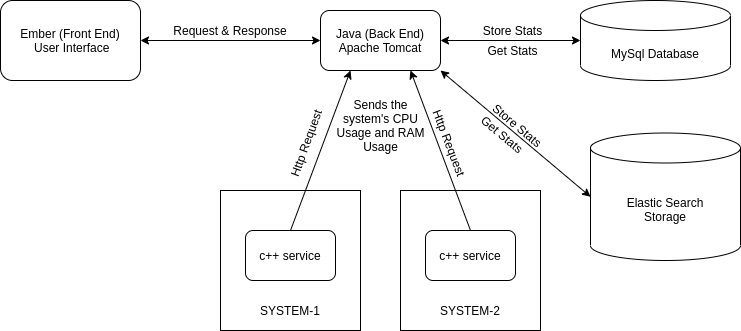 Ember (Front End)
User Interface
Request & Response
Java (Back End)
Apache Tomcat
Store Stats
Get Stats
MySql Database
Sends the
system's CPU
Usage and RAM
Usage
Http Request
Http Request
Store Stats
Get Stats
Elastic Search
Storage
c++ service
SYSTEM-1
c++ service
SYSTEM-2